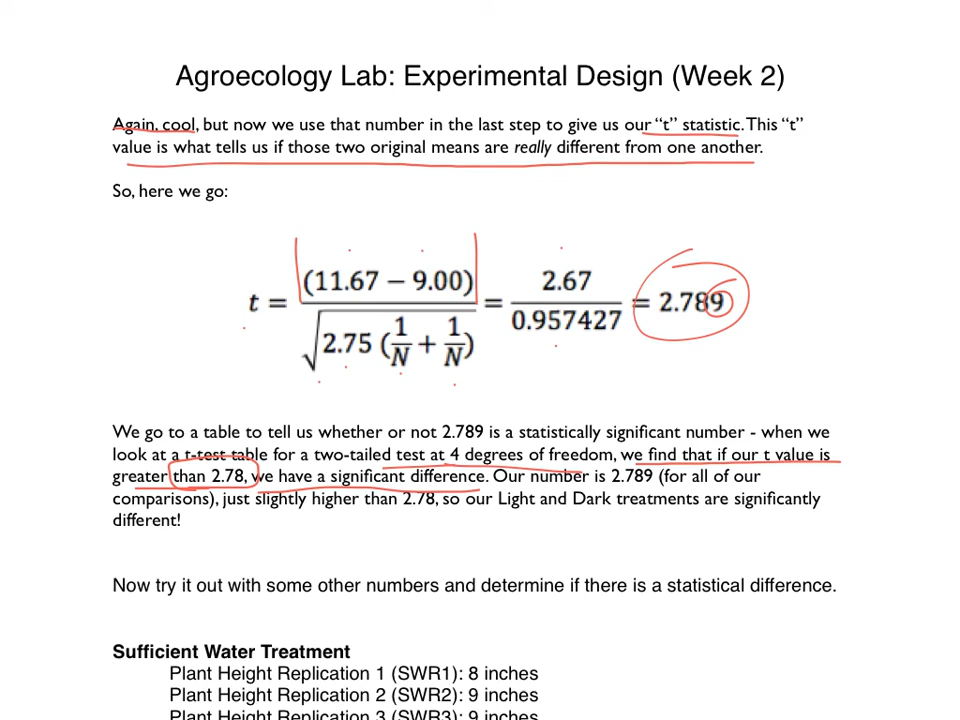 Agroecology Lab: Experimental Design (Week 2)
Again, cool, but now we use that number in the last step to give us our “t” statistic. This “t”
value is what tells us if those two original means are really different from one another.
So, here we go:
t = (11.67 − 9.00) / √2.75 (1/N + 1/N) = 2.67 / 0.957427 = 2.789
We go to a table to tell us whether or not 2.789 is a statistically significant number - when we
look at a t-test table for a two-tailed test at 4 degrees of freedom, we find that if our t value is
greater than 2.78, we have a significant difference. Our number is 2.789 (for all of our
comparisons), just slightly higher than 2.78, so our Light and Dark treatments are significantly
different!
Now try it out with some other numbers and determine if there is a statistical difference.
Sufficient Water Treatment
Plant Height Replication 1 (SWR1): 8 inches
Plant Height Replication 2 (SWR2): 9 inches
Plant Height Replication 3 (SWR3): 9 inches